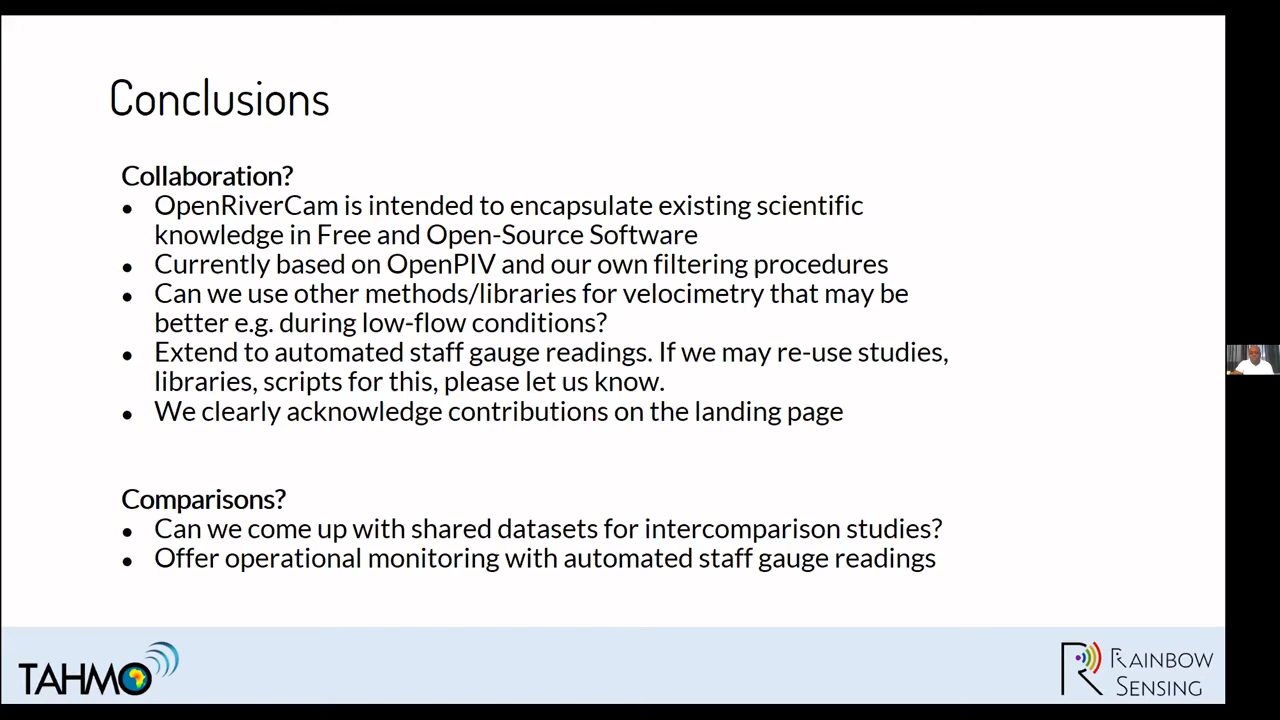 Conclusions
Collaboration?
● OpenRiverCam is intended to encapsulate existing scientific
knowledge in Free and Open-Source Software
● Currently based on OpenPIV and our own filtering procedures
● Can we use other methods/libraries for velocimetry that may be
better e.g. during low-flow conditions?
● Extend to automated staff gauge readings. If we may re-use studies,
libraries, scripts for this, please let us know.
● We clearly acknowledge contributions on the landing page
Comparisons?
● Can we come up with shared datasets for intercomparison studies?
● Offer operational monitoring with automated staff gauge readings
TAHMO
RAINBOW
SENSING